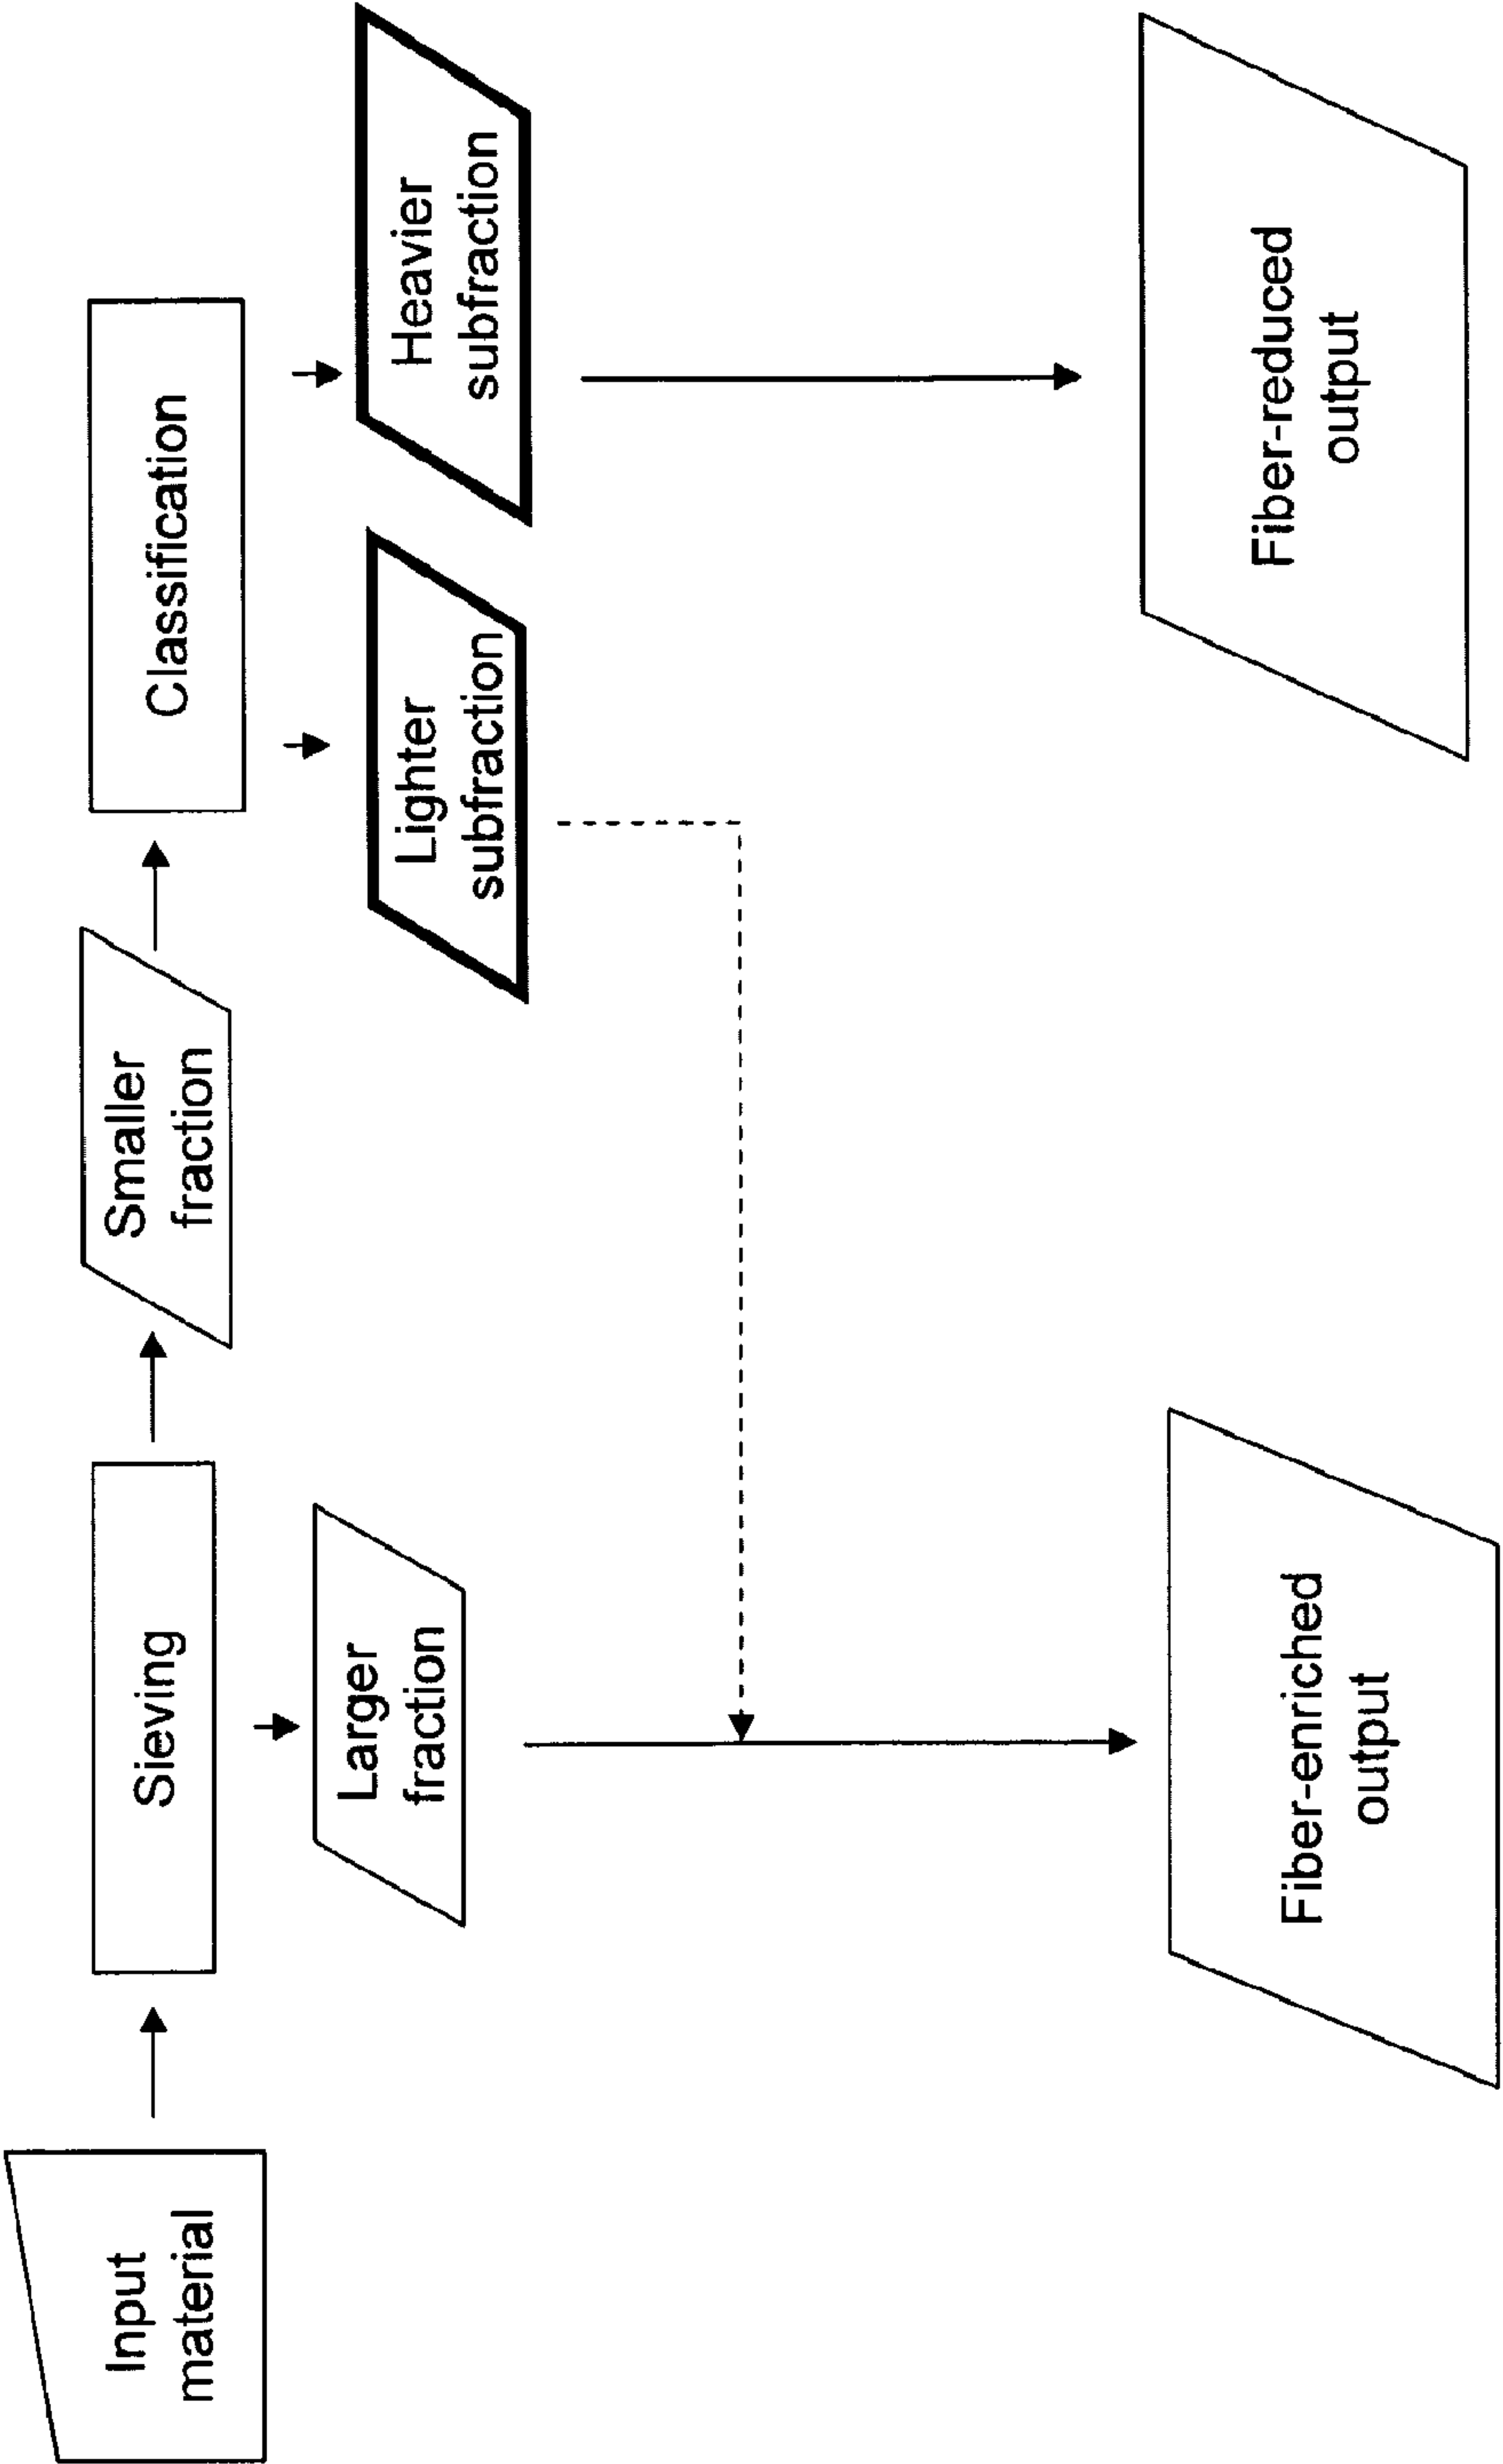 Input
material
Sieving
Smaller
fraction
Classification
Larger
fraction
Lighter
subfraction
Heavier
subfraction
Fiber-enriched
output
Fiber-reduced
output